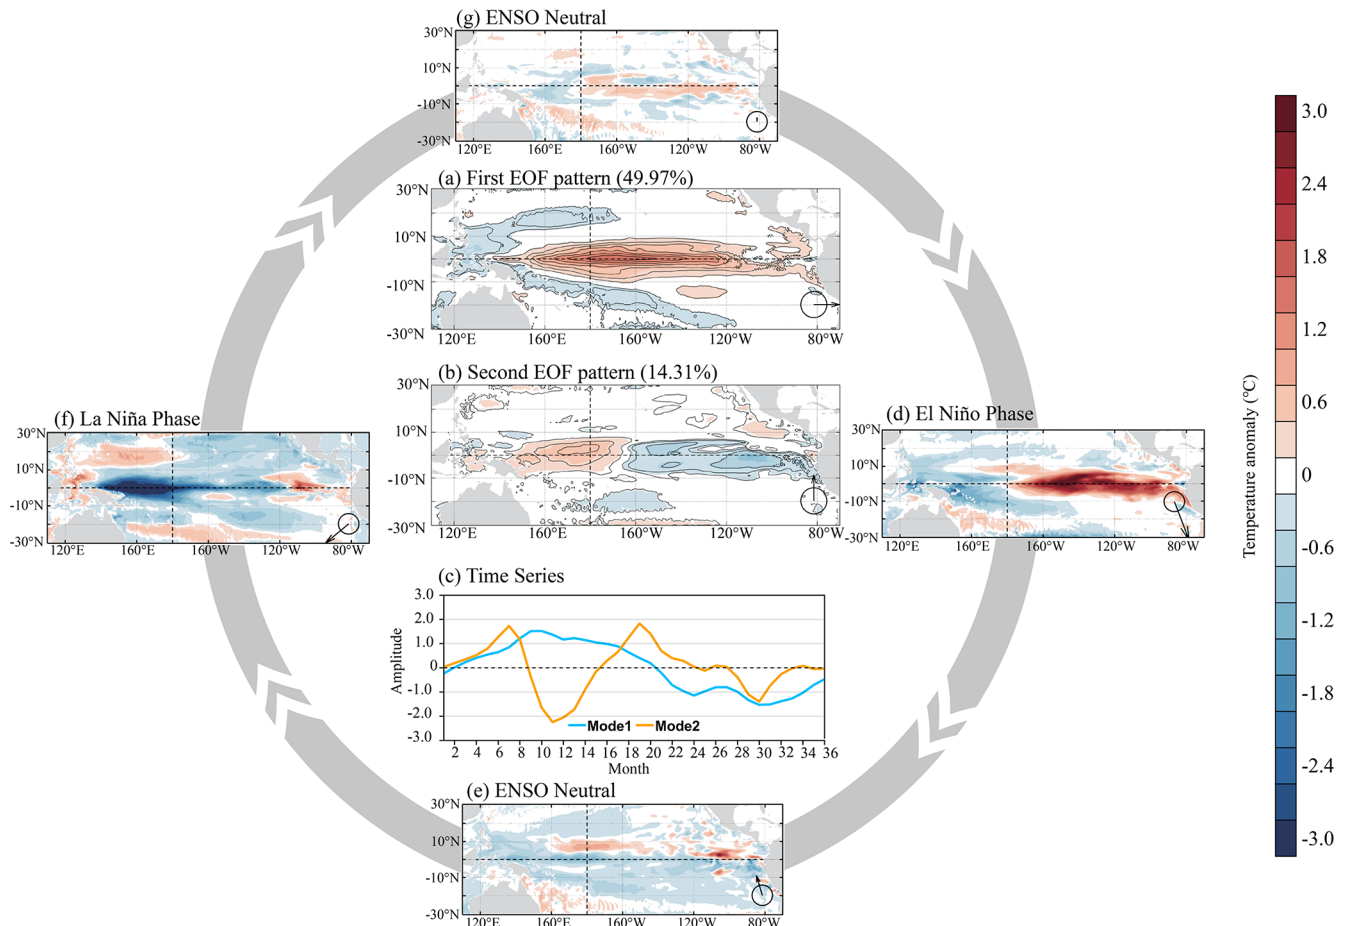 (g) ENSO Neutral
30°N
10°N
-10°N
-30°N
120°E 160°E 160°W 120°W 80°W
(a) First EOF pattern (49.97%)
30°N
10°N
-10°N
-30°N
120°E 160°E 160°W 120°W 80°W
(b) Second EOF pattern (14.31%)
30°N
10°N
-10°N
-30°N
120°E 160°E 160°W 120°W 80°W
(f) La Niña Phase
30°N
10°N
-10°N
-30°N
120°E 160°E 160°W 120°W 80°W
(d) El Niño Phase
30°N
10°N
-10°N
-30°N
120°E 160°E 160°W 120°W 80°W
(c) Time Series
Amplitude
3.0
2.0
1.0
0
-1.0
-2.0
-3.0
Mode1 Mode2
2 4 6 8 10 12 14 16 18 20 22 24 26 28 30 32 34 36
Month
(e) ENSO Neutral
30°N
10°N
-10°N
-30°N
120°E 160°E 160°W 120°W 80°W
Temperature anomaly (°C)
3.0
2.4
1.8
1.2
0.6
0
-0.6
-1.2
-1.8
-2.4
-3.0